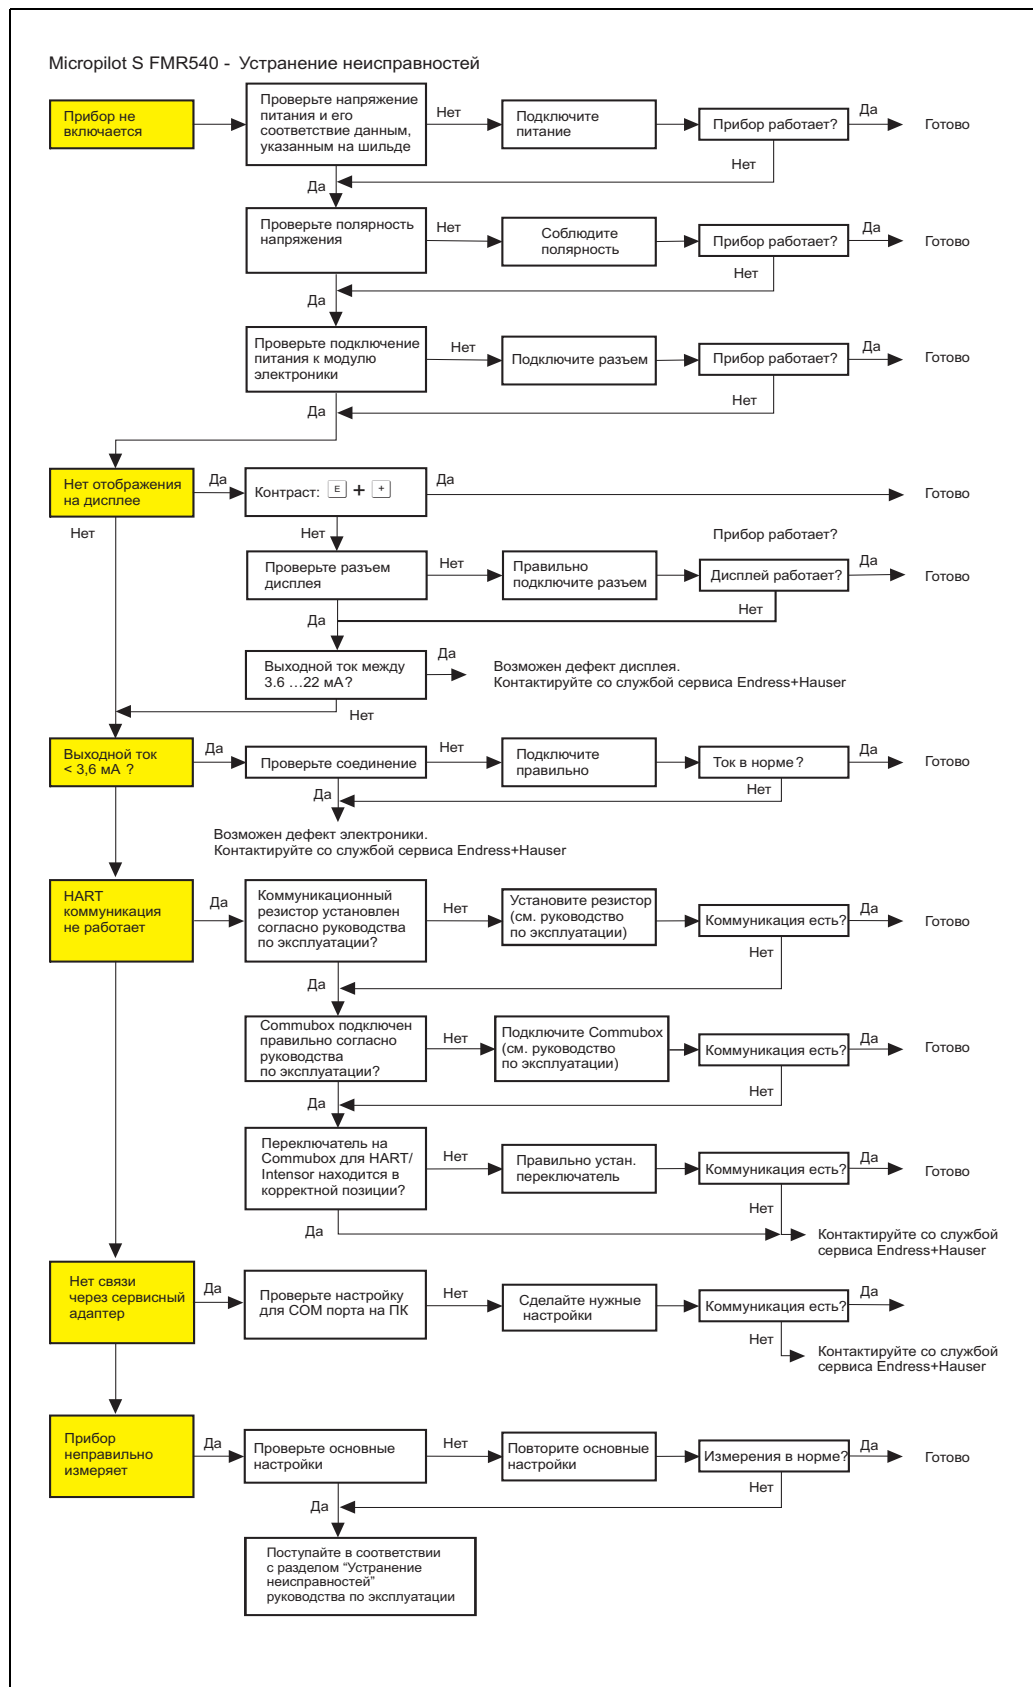 Micropilot S FMR540 - Устранение неисправностей
Прибор не
включается
Проверьте напряжение
питания и его
соответствие данным,
указанным на шильде
Нет
Подключите
питание
Прибор работает?
Да
Готово
Нет
Да
Проверьте полярность
напряжения
Нет
Соблюдите
полярность
Прибор работает?
Да
Готово
Нет
Да
Проверьте подключение
питания к модулю
электроники
Нет
Подключите разъем
Прибор работает?
Да
Готово
Нет
Да
Нет отображения
на дисплее
Да
Контраст: E + +
Да
Готово
Нет
Нет
Прибор работает?
Проверьте разъем
дисплея
Нет
Правильно
подключите разъем
Дисплей работает?
Да
Готово
Нет
Да
Выходной ток между
3.6 ...22 мА?
Да
Возможен дефект дисплея.
Контактируйте со службой сервиса Endress+Hauser
Нет
Выходной ток
< 3,6 мА ?
Да
Проверьте соединение
Нет
Подключите
правильно
Ток в норме?
Да
Готово
Нет
Да
Возможен дефект электроники.
Контактируйте со службой сервиса Endress+Hauser
HART
коммуникация
не работает
Да
Коммуникационный
резистор установлен
согласно руководства
по эксплуатации?
Нет
Установите резистор
(см. руководство
по эксплуатации)
Коммуникация есть?
Да
Готово
Нет
Да
Commubox подключен
правильно согласно
руководства
по эксплуатации?
Нет
Подключите Commubox
(см. руководство
по эксплуатации)
Коммуникация есть?
Да
Готово
Нет
Да
Переключатель на
Commubox для HART/
Intensor находится в
корректной позиции?
Нет
Правильно устан.
переключатель
Коммуникация есть?
Да
Готово
Нет
Да
Контактируйте со службой
сервиса Endress+Hauser
Нет связи
через сервисный
адаптер
Да
Проверьте настройку
для COM порта на ПК
Нет
Сделайте нужные
настройки
Коммуникация есть?
Да
Нет
Контактируйте со службой
сервиса Endress+Hauser
Прибор
неправильно
измеряет
Да
Проверьте основные
настройки
Нет
Повторите основные
настройки
Измерения в норме?
Да
Готово
Нет
Да
Поступайте в соответствии
с разделом “Устранение
неисправностей”
руководства по эксплуатации